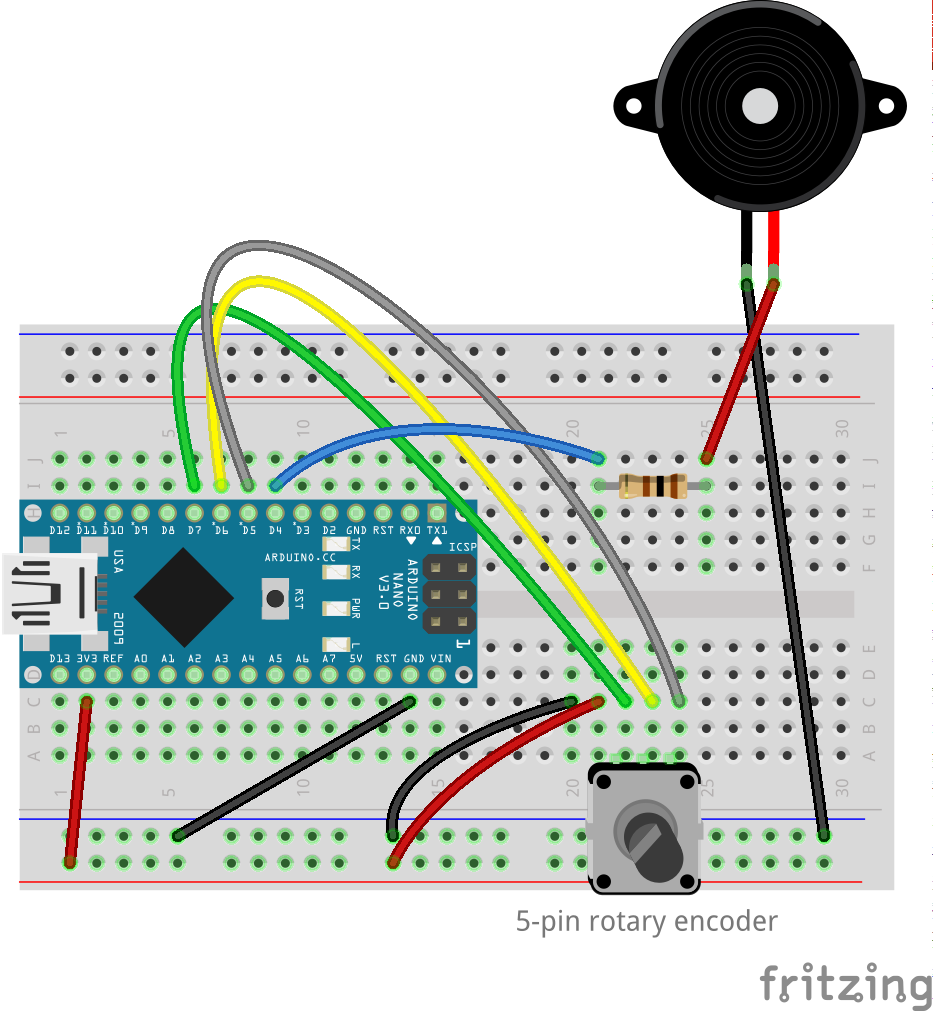 1 5 10 20 25 30
J J
I I
H H
D12 D11 D10 D9 D8 D7 D6 D5 D4 D3 D2 GND RST RX0 TX1
G
F
ICSP
ARDUINO.CC
TX
RX
PWR
L
RST
USA
2009
ARDUINO
NANO
V3.0
1
D13 3V3 REF A0 A1 A2 A3 A4 A5 A6 A7 5V RST GND VIN
E
D D
C C
B B
A A
1 5 10 15 20 25 30
5-pin rotary encoder
fritzing